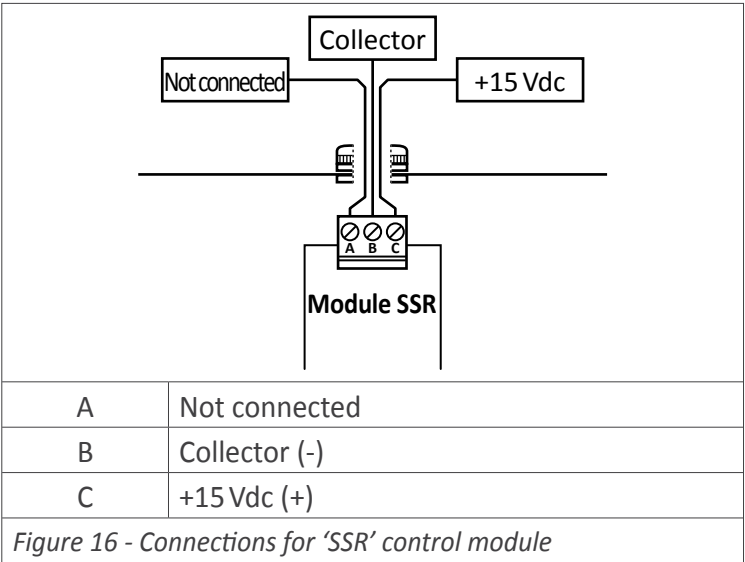 Collector
Not connected
+15 Vdc
A B C
Module SSR
A Not connected
B Collector (-)
C +15 Vdc (+)
Figure 16 - Connections for ‘SSR’ control module